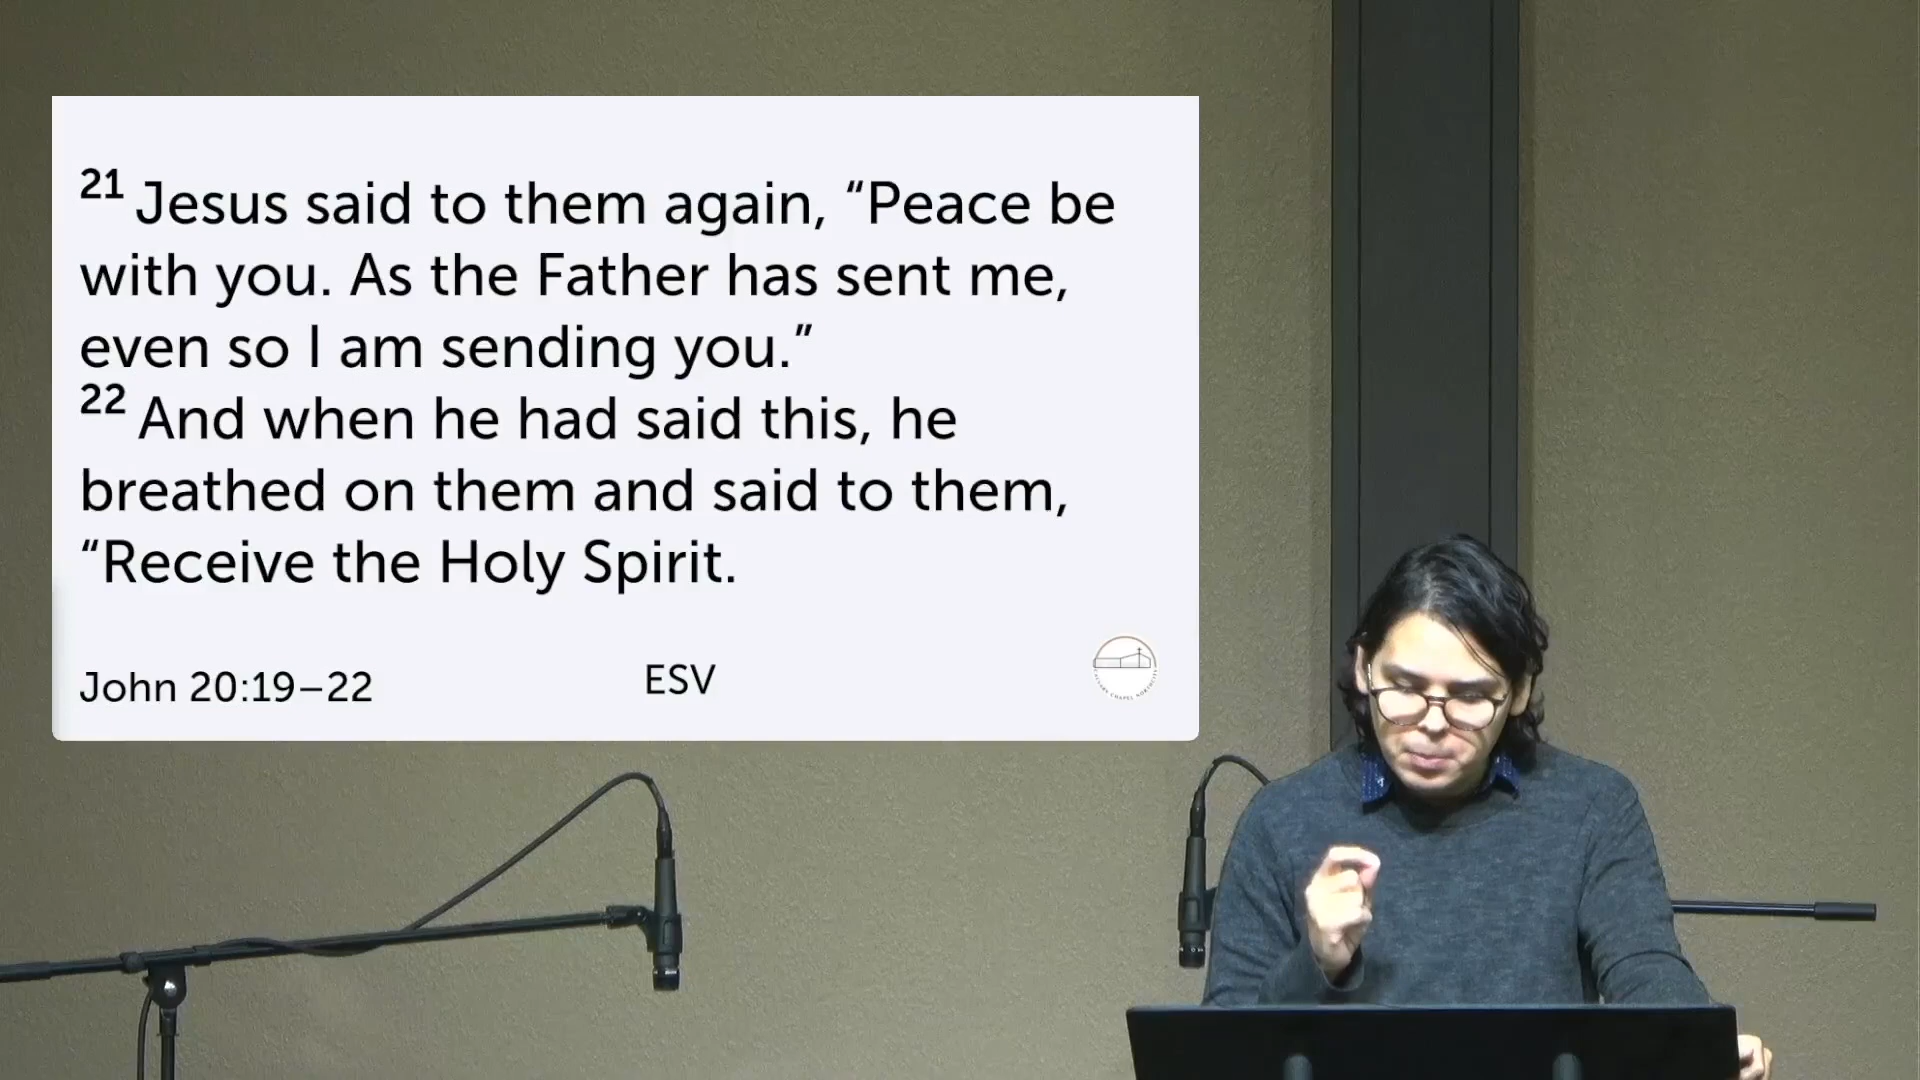 21 Jesus said to them again, “Peace be
with you. As the Father has sent me,
even so I am sending you.”
22 And when he had said this, he
breathed on them and said to them,
“Receive the Holy Spirit.
John 20:19–22
ESV
CALVARY CHAPEL